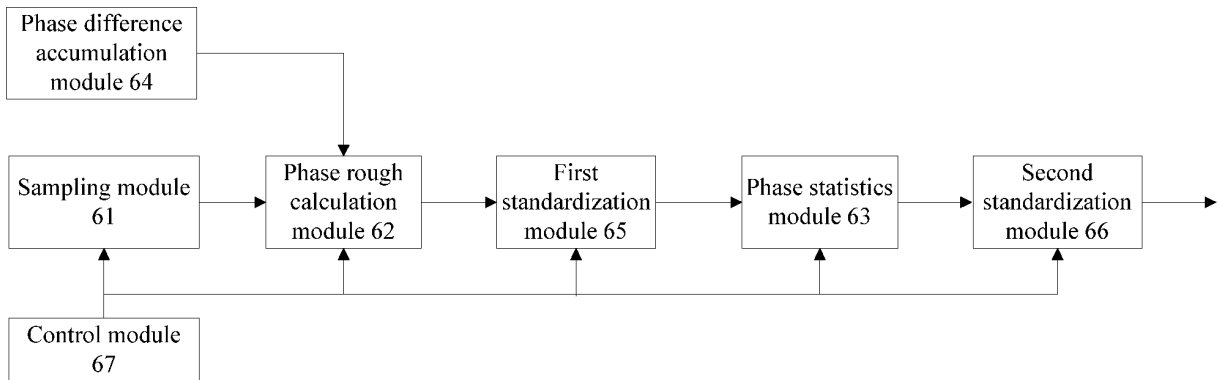 Phase difference
accumulation
module 64
Sampling module
61
Phase rough
calculation
module 62
First
standardization
module 65
Phase statistics
module 63
Second
standardization
module 66
Control module
67